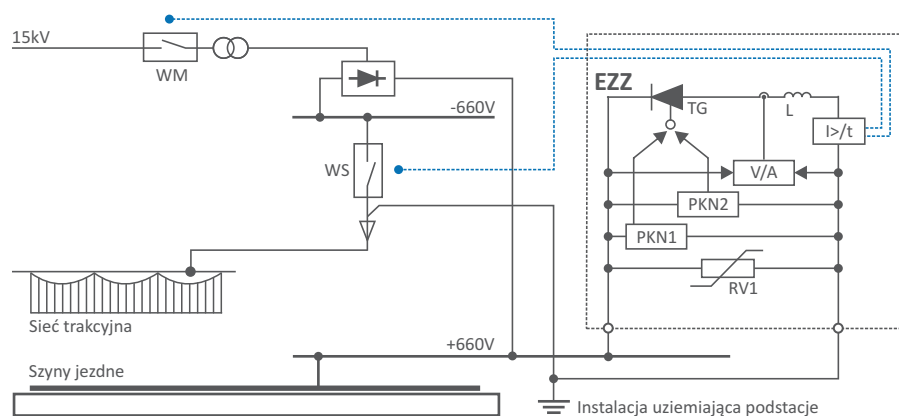 15kV
WM
EZZ
TG
L
I>/t
-660V
WS
V/A
PKN2
PKN1
RV1
Sieć trakcyjna
+660V
Szyny jezdne
Instalacja uziemiająca podstacje